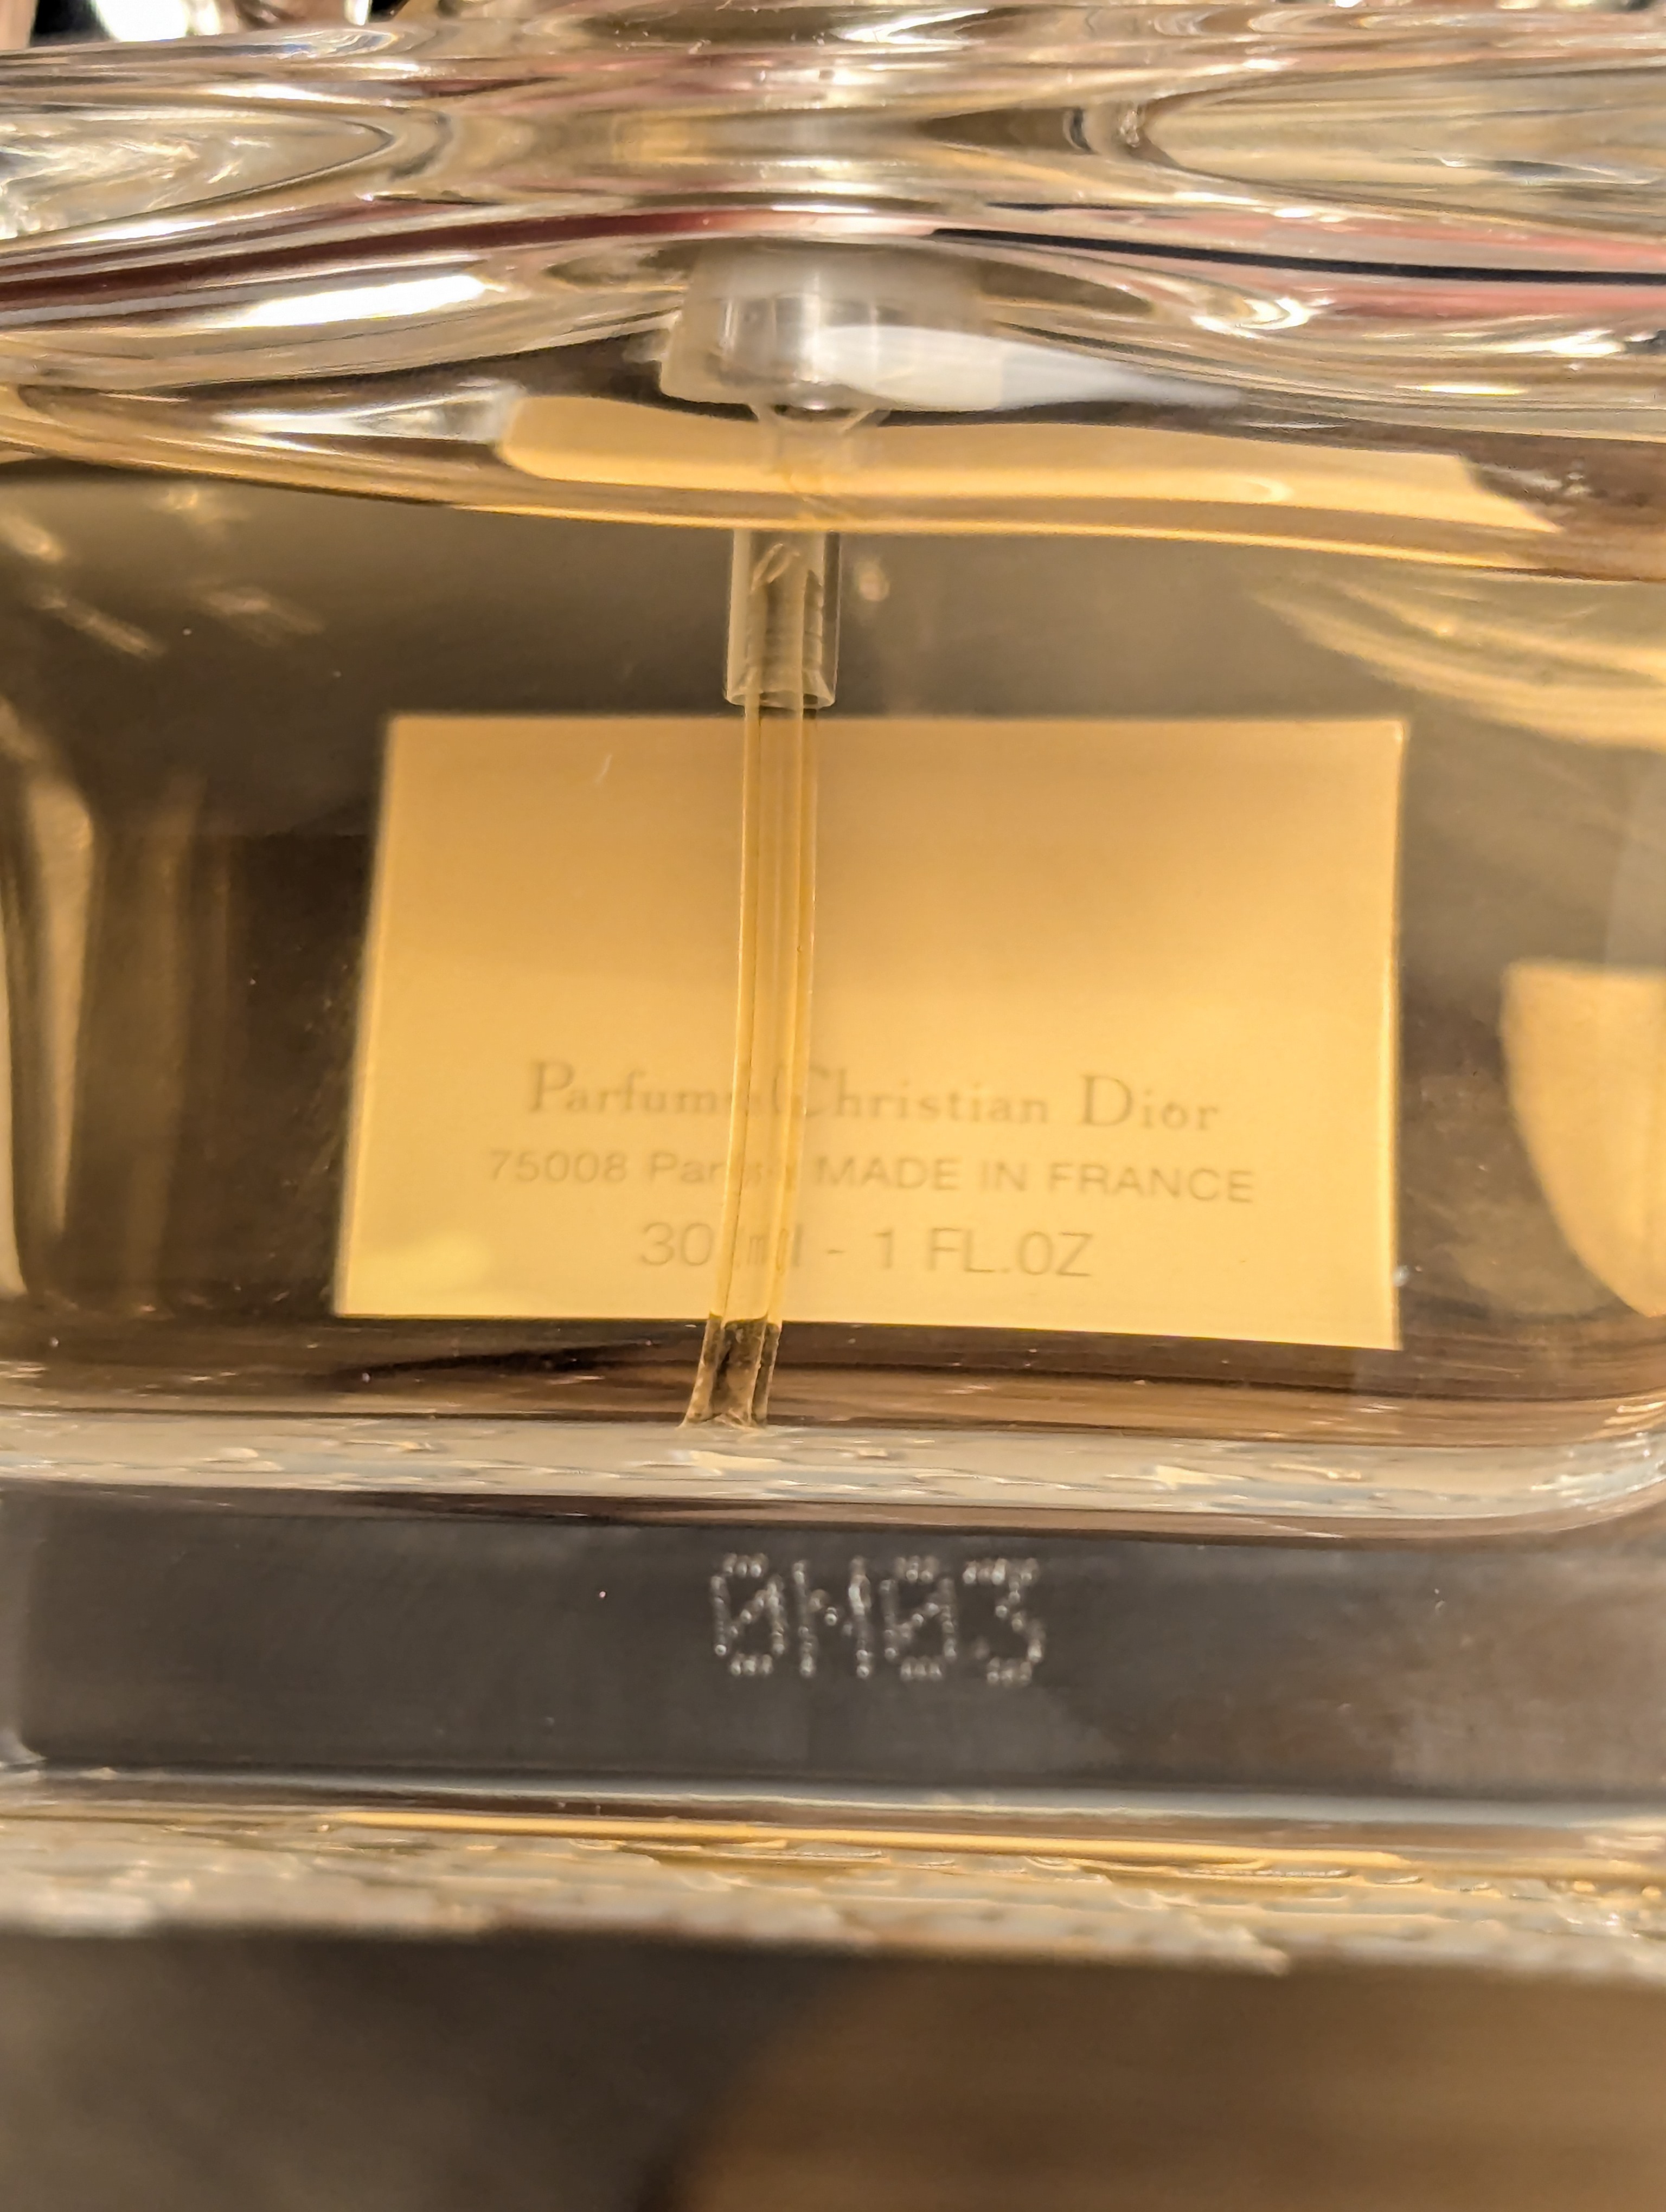 Parfums Christian Dior
75008 Paris MADE IN FRANCE
30 ml - 1 FL.OZ
0M03